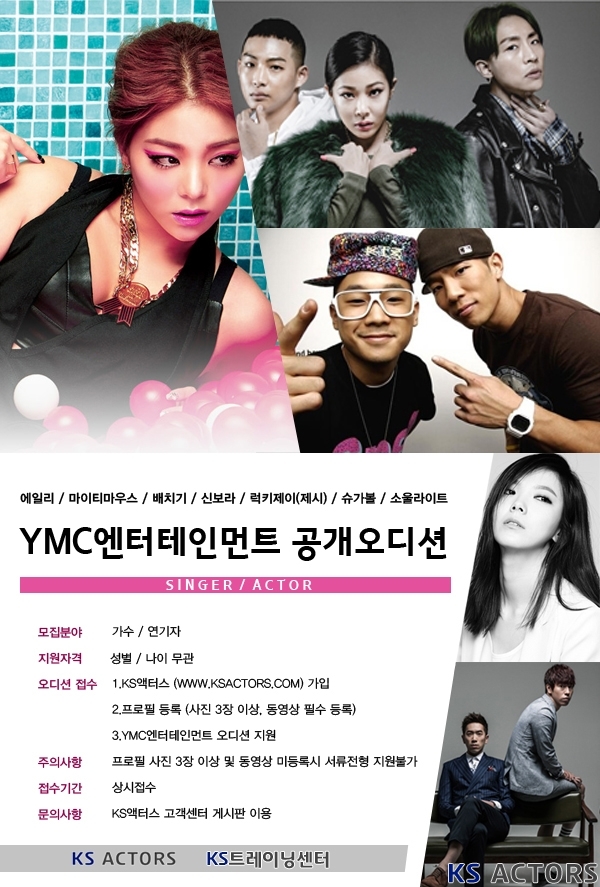 에일리 / 마이티마우스 / 배치기 / 신보라 / 럭키제이(제시) / 슈가볼 / 소울라이트
YMC엔터테인먼트 공개오디션
SINGER / ACTOR
모집분야 가수 / 연기자
지원자격 성별 / 나이 무관
오디션 접수 1.KS액터스 (WWW.KSACTORS.COM) 가입
2.프로필 등록 (사진 3장 이상, 동영상 필수 등록)
3.YMC엔터테인먼트 오디션 지원
주의사항 프로필 사진 3장 이상 및 동영상 미등록시 서류전형 지원불가
접수기간 상시접수
문의사항 KS액터스 고객센터 게시판 이용
KS ACTORS KS트레이닝센터
KS ACTORS